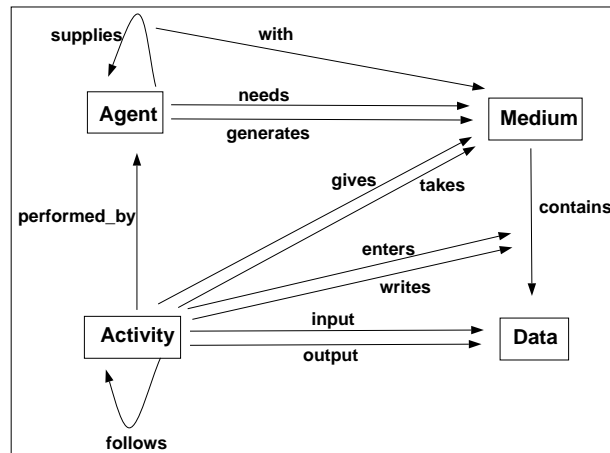 supplies
with
needs
Agent
Medium
generates
gives
takes
performed_by
contains
enters
writes
input
Activity
Data
output
follows